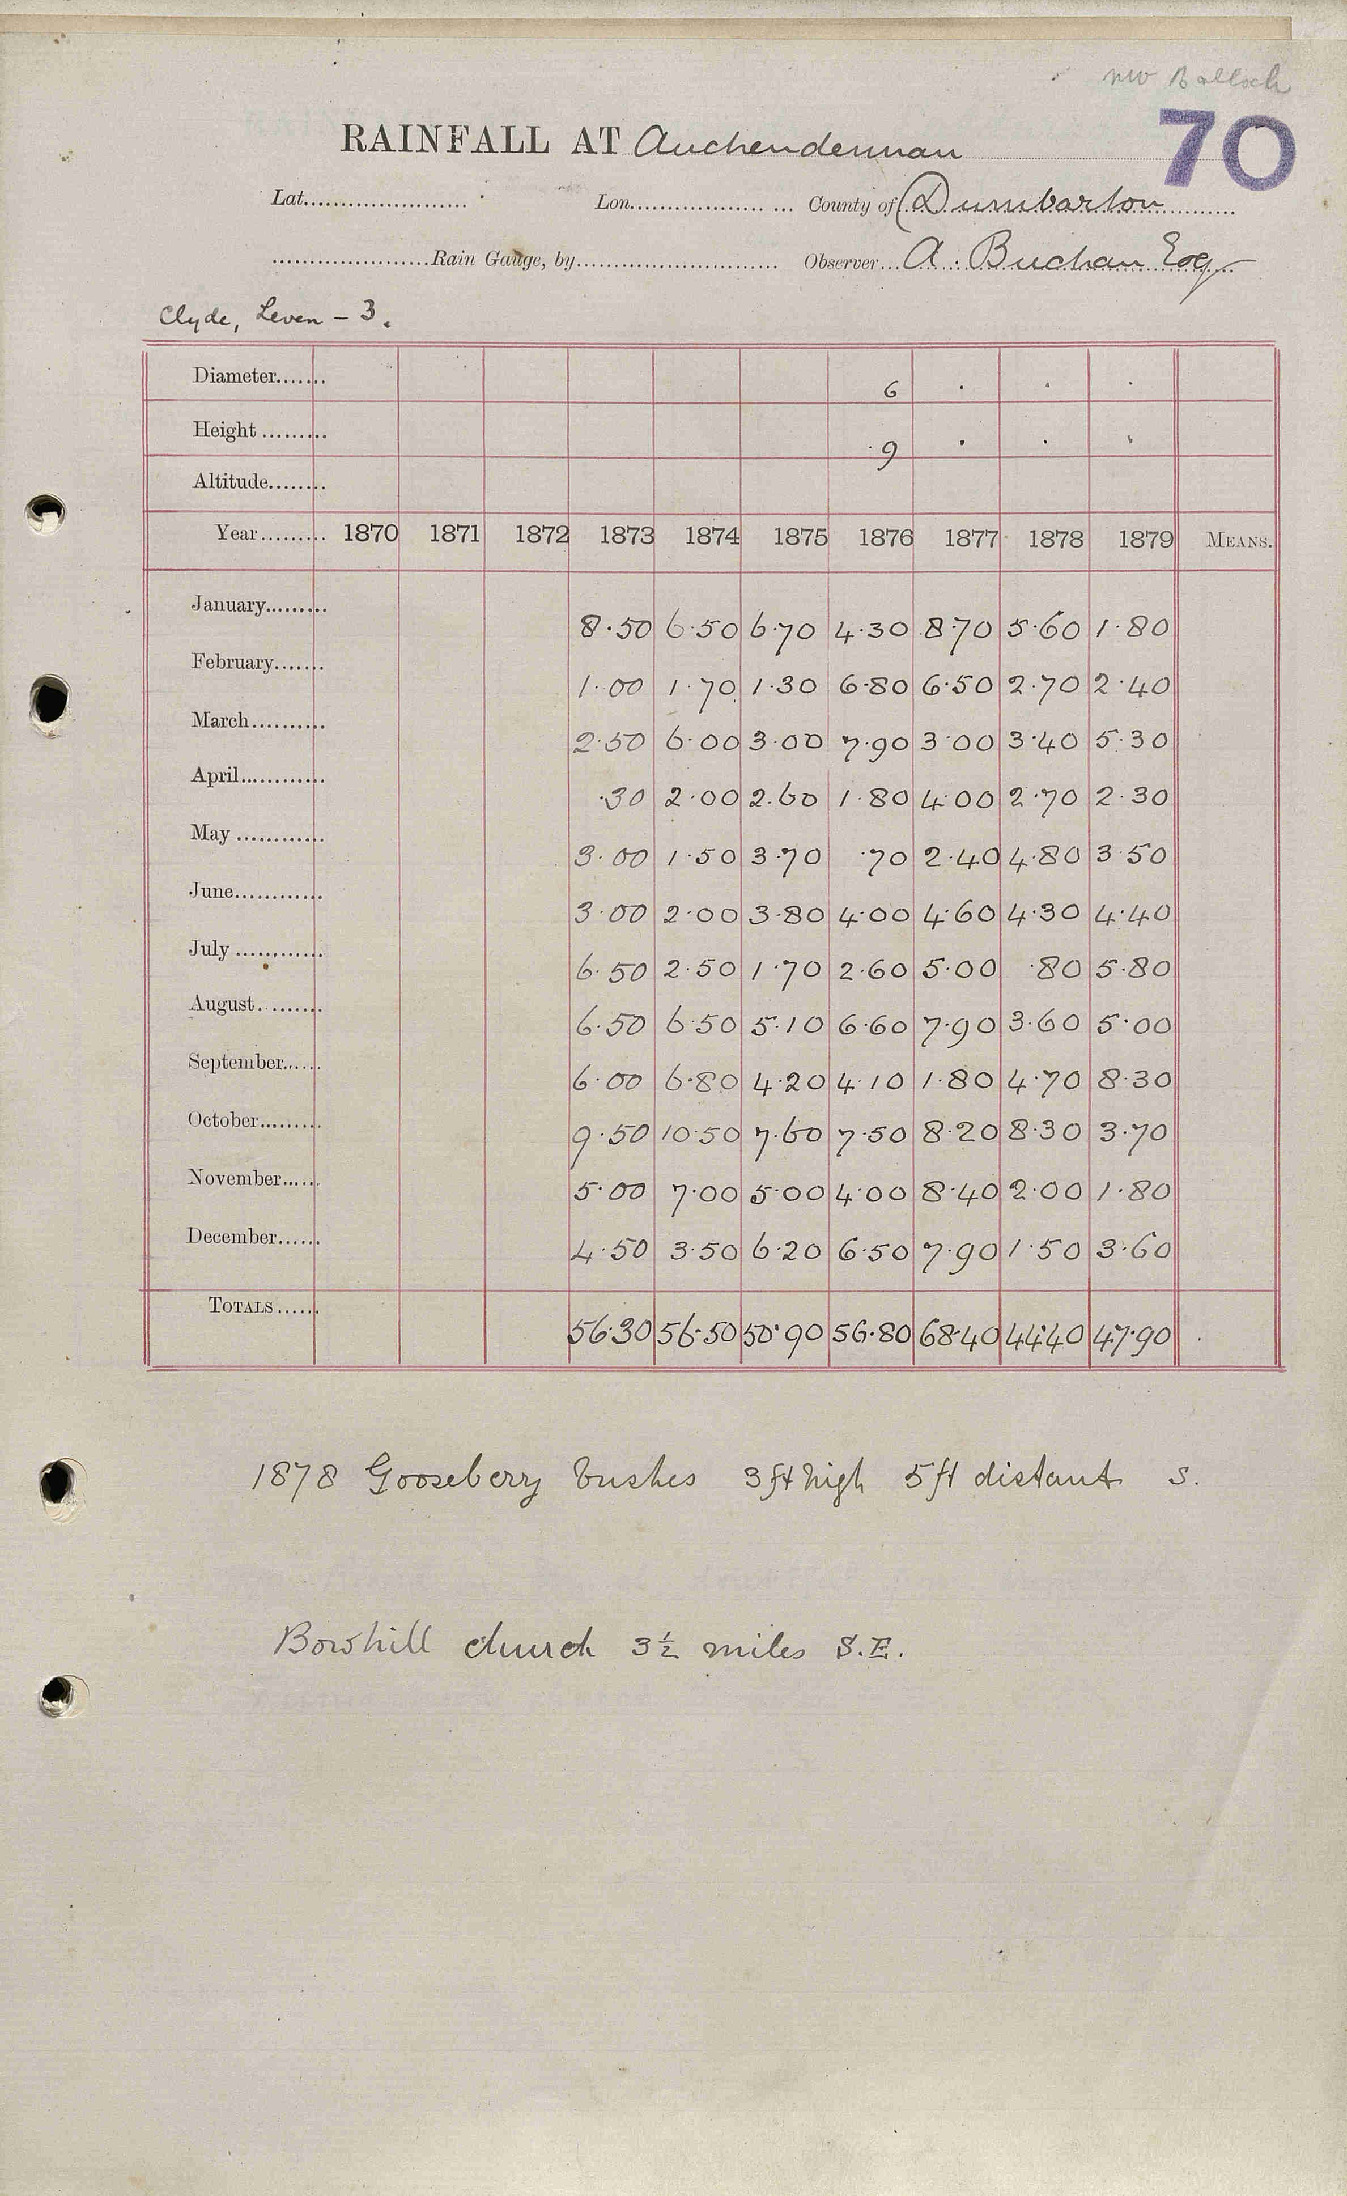 NW Balloch
70
RAINFALL AT Auchendennan
Lat...................... Lon................. ... County of Dumbarton
.....................Rain Gauge, by........................... Observer... A. Buchan Esq
Clyde, Leven - 3.
Diameter....... 6 . . .
Height ......... 9 . . .
Altitude........
Year......... 1870 1871 1872 1873 1874 1875 1876 1877 1878 1879 MEANS.
January......... 8.50 6.50 6.70 4.30 8.70 5.60 1.80
February....... 1.00 1.70 1.30 6.80 6.50 2.70 2.40
March.......... 2.50 6.00 3.00 7.90 3.00 3.40 5.30
April............ .30 2.00 2.60 1.80 4.00 2.70 2.30
May ............ 3.00 1.50 3.70 .70 2.40 4.80 3.50
June............ 3.00 2.00 3.80 4.00 4.60 4.30 4.40
July ............ 6.50 2.50 1.70 2.60 5.00 .80 5.80
August......... 6.50 6.50 5.10 6.60 7.90 3.60 5.00
September...... 6.00 6.80 4.20 4.10 1.80 4.70 8.30
October......... 9.50 10.50 7.60 7.50 8.20 8.30 3.70
November...... 5.00 7.00 5.00 4.00 8.40 2.00 1.80
December...... 4.50 3.50 6.20 6.50 7.90 1.50 3.60
TOTALS...... 56.30 56.50 50.90 56.80 68.40 44.40 47.90
1878 Gooseberry bushes 3ft high 5ft distant S.
Bowhill church 3½ miles S.E.